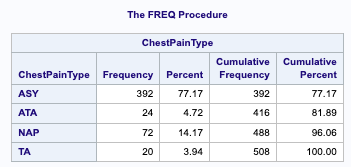 The FREQ Procedure
ChestPainType
ChestPainType Frequency Percent Cumulative Frequency Cumulative Percent
ASY 392 77.17 392 77.17
ATA 24 4.72 416 81.89
NAP 72 14.17 488 96.06
TA 20 3.94 508 100.00